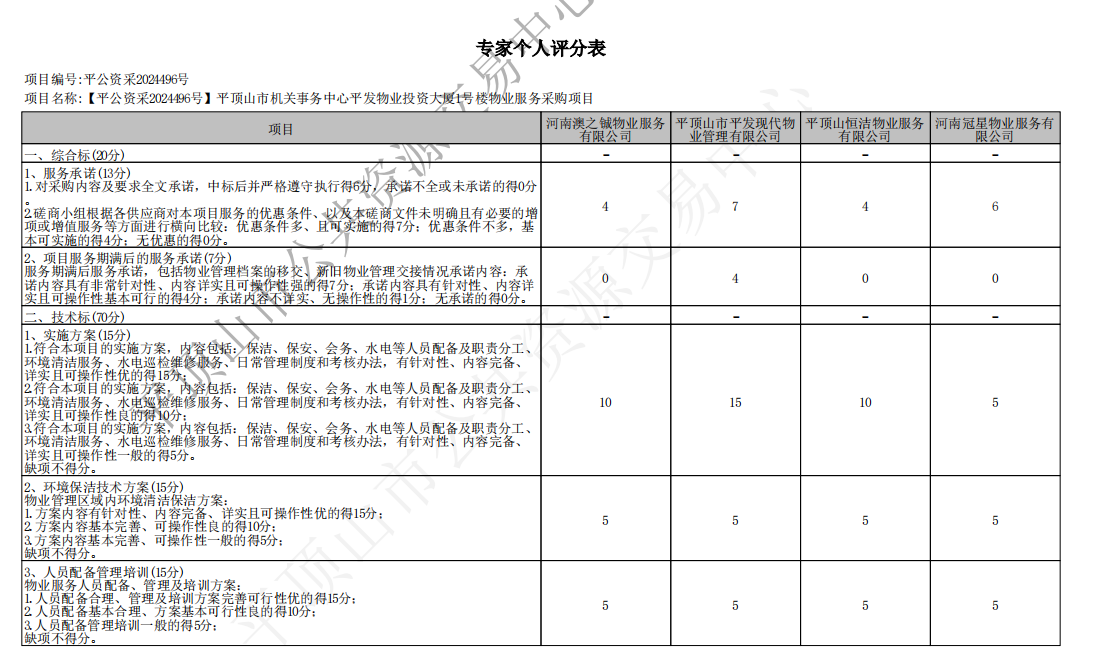 专家个人评分表
项目编号:平公资采2024496号
项目名称:【平公资采2024496号】平顶山市机关事务中心平发物业投资大厦1号楼物业服务采购项目
项目 河南澳之铖物业服务有限公司 平顶山市平发现代物业管理有限公司 平顶山恒洁物业服务有限公司 河南冠星物业服务有限公司
一、综合标(20分) - - - -
1、服务承诺(13分)
1.对采购内容及要求全文承诺，中标后并严格遵守执行得6分，承诺不全或未承诺的得0分
。
2.磋商小组根据各供应商对本项目服务的优惠条件、以及本磋商文件未明确且有必要的增
项或增值服务等方面进行横向比较：优惠条件多、且可实施的得7分；优惠条件不多，基
本可实施的得4分；无优惠的得0分。
4 7 4 6
2、项目服务期满后的服务承诺(7分)
服务期满后服务承诺，包括物业管理档案的移交、新旧物业管理交接情况承诺内容：承
诺内容具有非常针对性、内容详实且可操作性强的得7分；承诺内容具有针对性、内容详
实且可操作性基本可行的得4分；承诺内容不详实、无操作性的得1分；无承诺的得0分。
0 4 0 0
二、技术标(70分) - - - -
1、实施方案(15分)
1.符合本项目的实施方案，内容包括：保洁、保安、会务、水电等人员配备及职责分工、
环境清洁服务、水电巡检维修服务、日常管理制度和考核办法，有针对性、内容完备、
详实且可操作性优的得15分；
2.符合本项目的实施方案，内容包括：保洁、保安、会务、水电等人员配备及职责分工、
环境清洁服务、水电巡检维修服务、日常管理制度和考核办法，有针对性、内容完备、
详实且可操作性良的得10分；
3.符合本项目的实施方案，内容包括：保洁、保安、会务、水电等人员配备及职责分工、
环境清洁服务、水电巡检维修服务、日常管理制度和考核办法，有针对性、内容完备、
详实且可操作性一般的得5分。
缺项不得分。
10 15 10 5
2、环境保洁技术方案(15分)
物业管理区域内环境清洁保洁方案；
1.方案内容有针对性、内容完备、详实且可操作性优的得15分；
2.方案内容基本完善、可操作性良的得10分；
3.方案内容基本完善、可操作性一般的得5分；
缺项不得分。
5 5 5 5
3、人员配备管理培训(15分)
物业服务人员配备、管理及培训方案；
1.人员配备合理、管理及培训方案完善可行性优的得15分；
2.人员配备基本合理、方案基本可行性良的得10分；
3.人员配备管理培训一般的得5分；
缺项不得分。
5 5 5 5
平顶山市公共资源交易中心
平顶山市公共资源交易中心